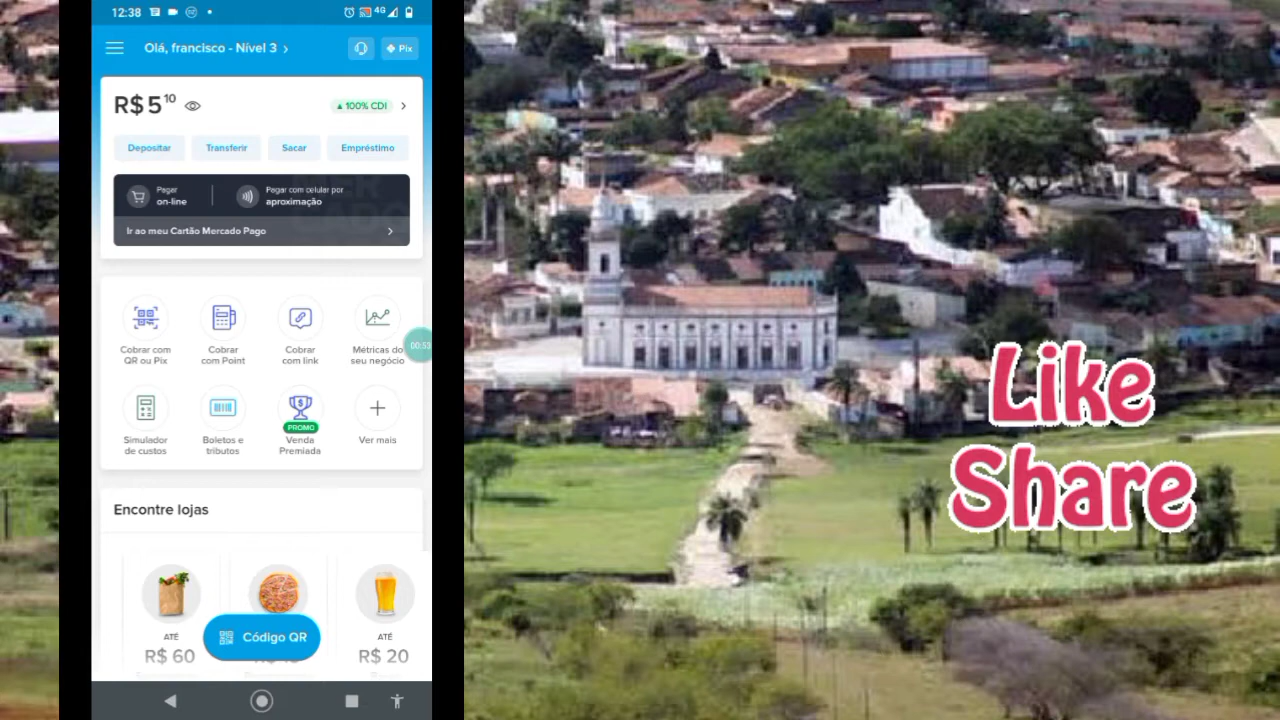 12:38
4G
Olá, francisco - Nível 3
Pix
R$ 5 10
100% CDI
Depositar
Transferir
Sacar
Empréstimo
Pagar
on-line
Pagar com celular por
aproximação
Ir ao meu Cartão Mercado Pago
Cobrar com
QR ou Pix
Cobrar
com Point
Cobrar
com link
Métricas do
seu negócio
00:53
Simulador
de custos
Boletos e
tributos
PROMO
Venda
Premiada
Ver mais
Encontre lojas
ATÉ
R$ 60
Código QR
ATÉ
R$ 20
Like
Share